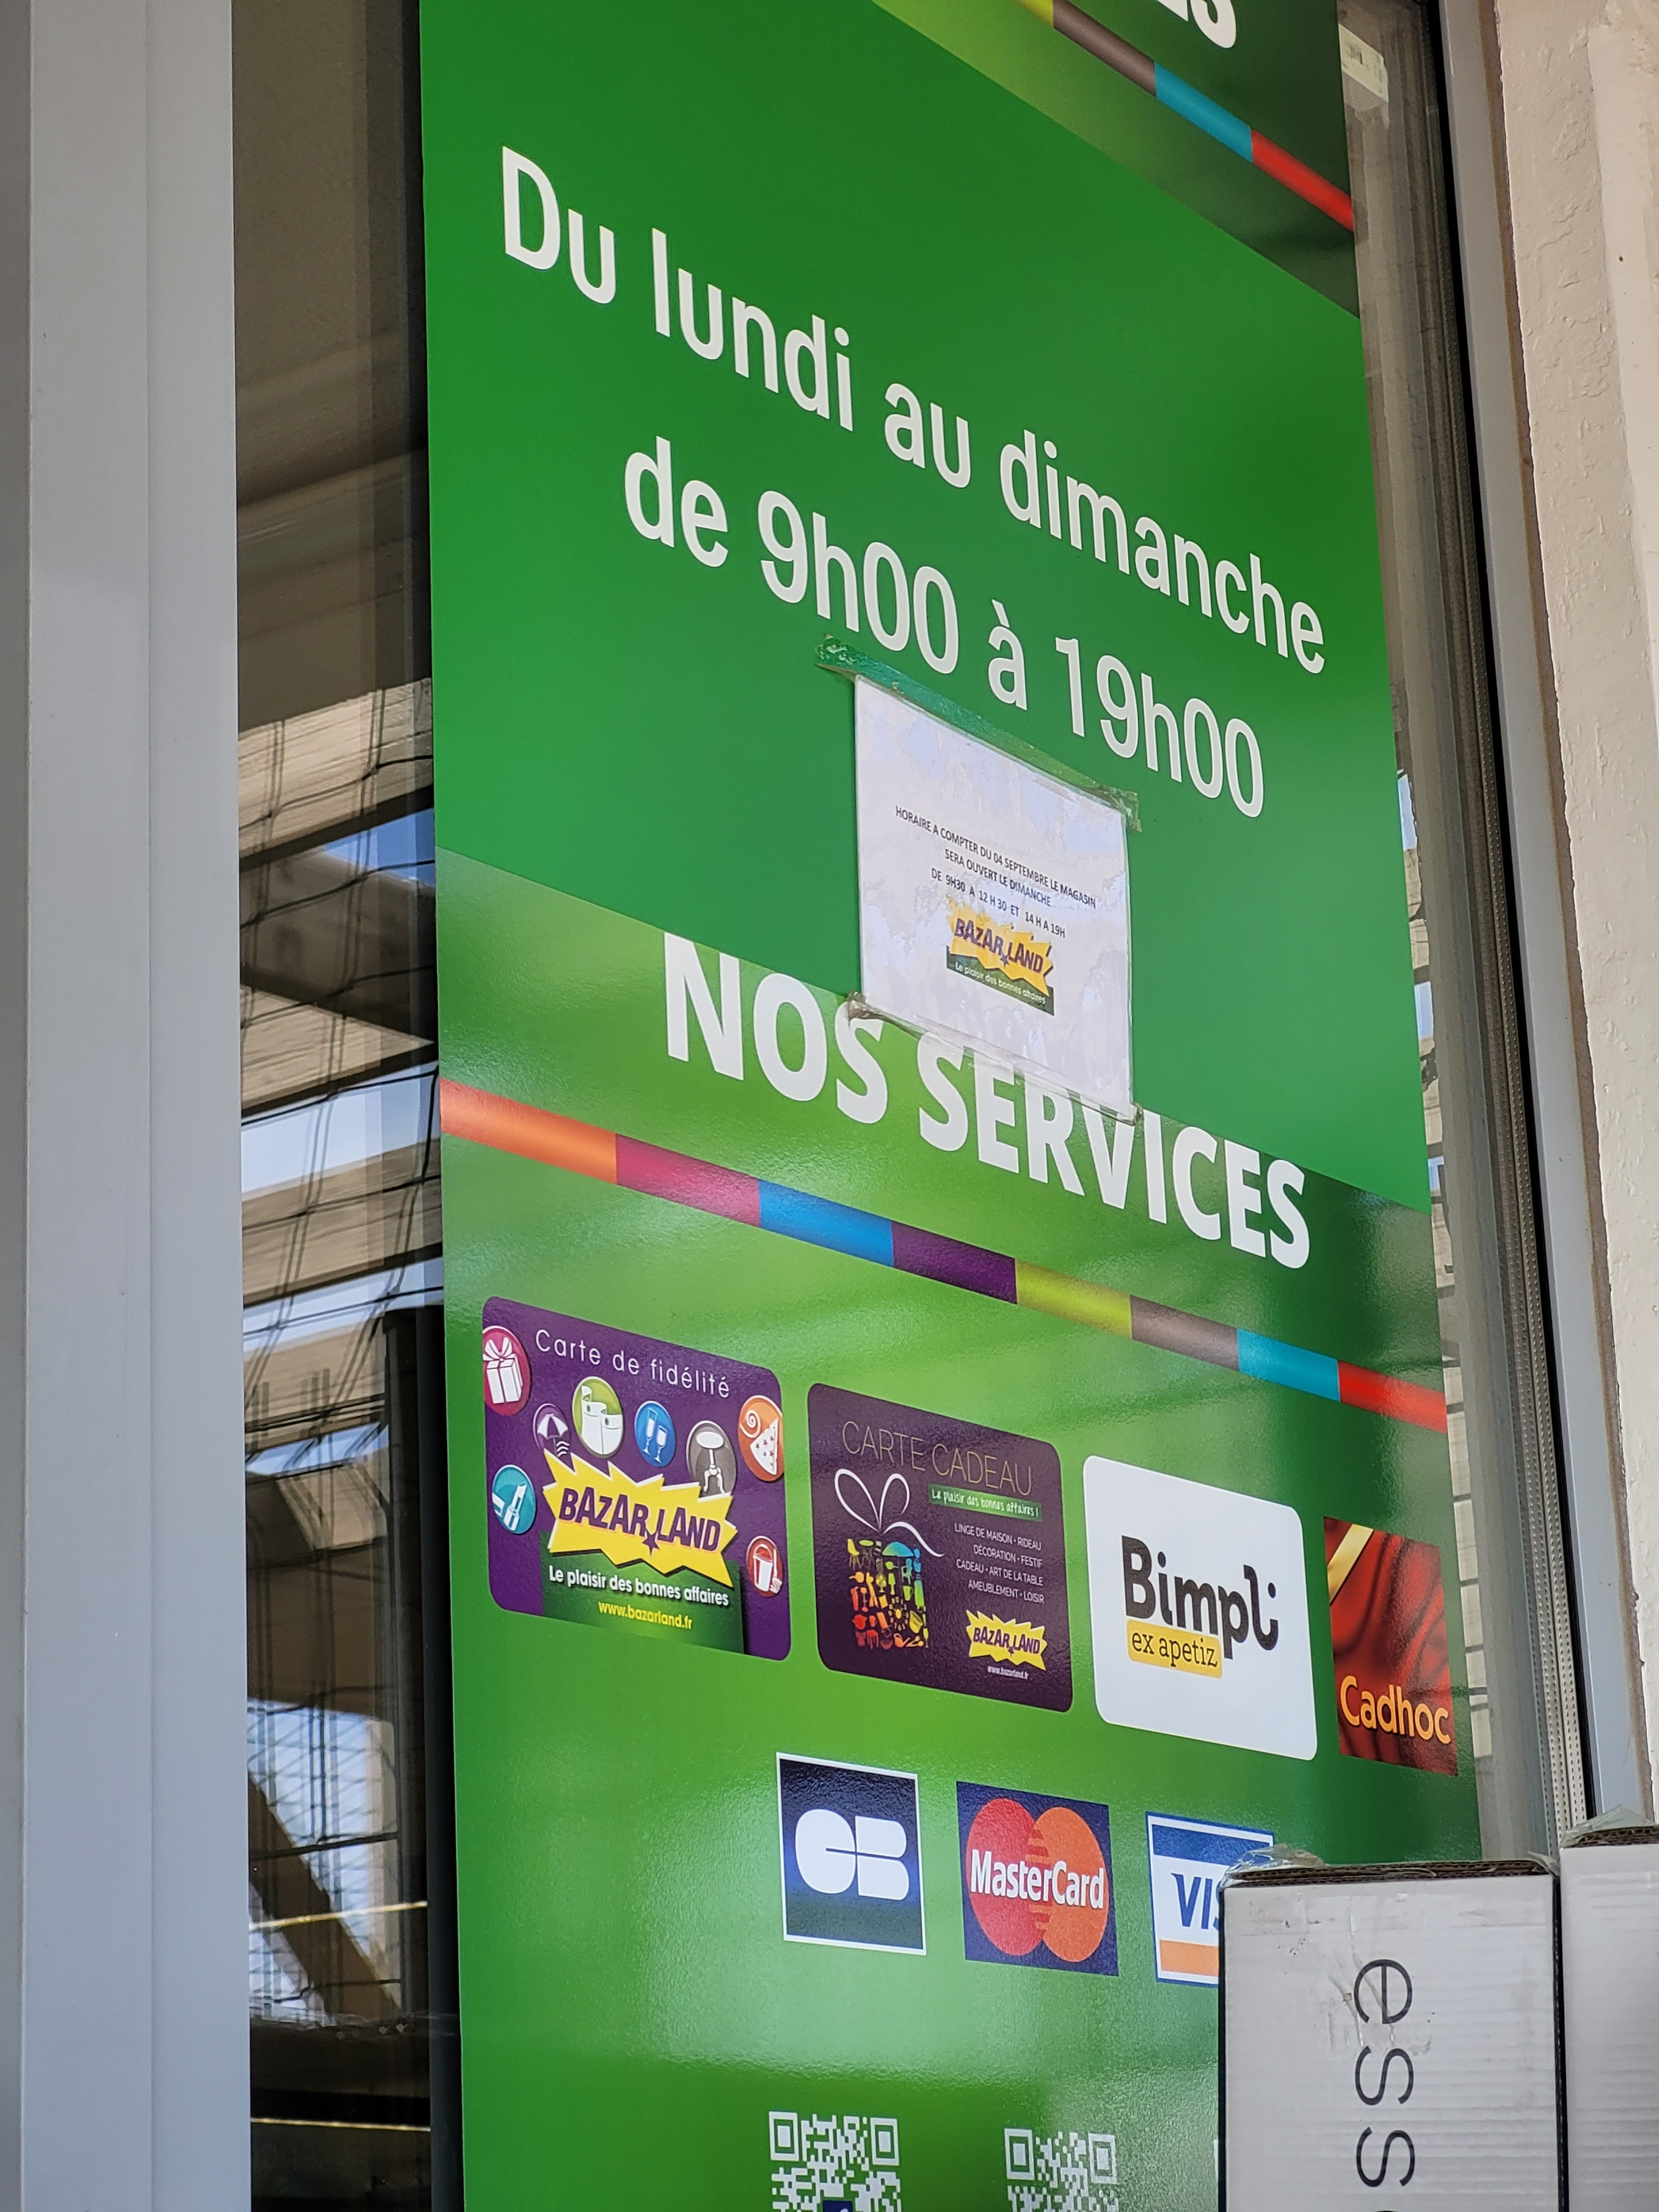 ES
Du lundi au dimanche
de 9h00 à 19h00
HORAIRE A COMPTER DU 04 SEPTEMBRE LE MAGASIN
SERA OUVERT LE DIMANCHE
DE 9H30 A 12 H 30 ET 14 H A 19H
BAZAR LAND
Le plaisir des bonnes affaires
NOS SERVICES
Carte de fidélité
BAZAR LAND
Le plaisir des bonnes affaires
www.bazarland.fr
CARTE CADEAU
Le plaisir des bonnes affaires !
LINGE DE MAISON • RIDEAU
DÉCORATION • FESTIF
CADEAU • ART DE LA TABLE
AMEUBLEMENT • LOISIR
BAZAR LAND
www.bazarland.fr
Bimpli
ex apetiz
Cadhoc
CB
MasterCard
VIS
ess